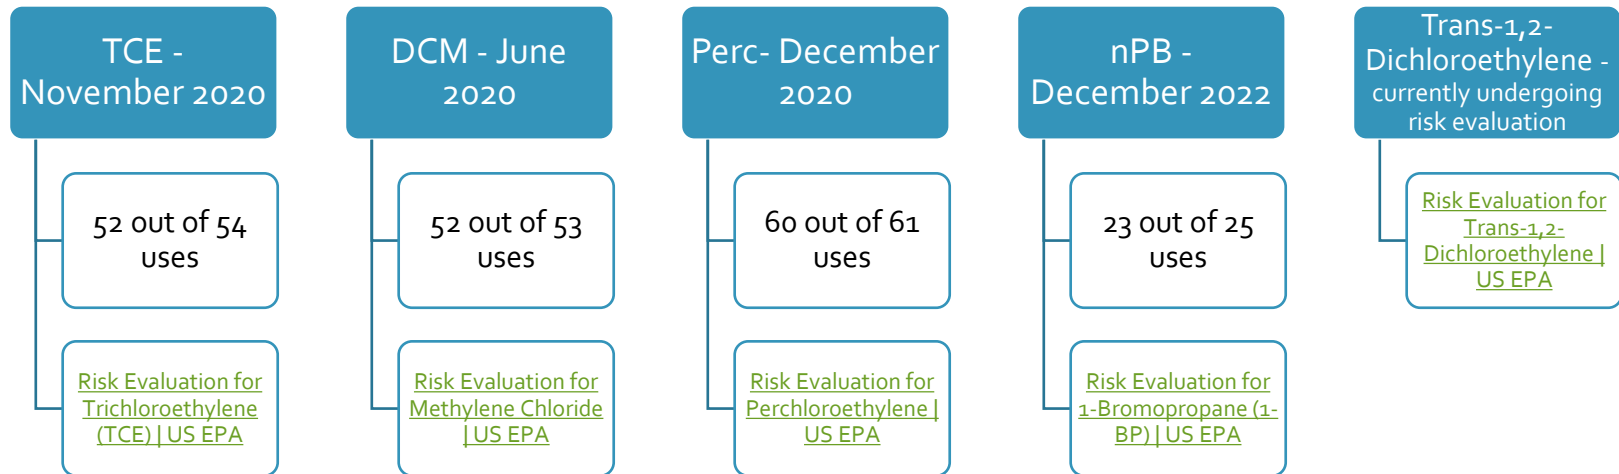 TCE -
November 2020
52 out of 54
uses
Risk Evaluation for
Trichloroethylene
(TCE) | US EPA
DCM - June
2020
52 out of 53
uses
Risk Evaluation for
Methylene Chloride
| US EPA
Perc- December
2020
60 out of 61
uses
Risk Evaluation for
Perchloroethylene |
US EPA
nPB -
December 2022
23 out of 25
uses
Risk Evaluation for
1-Bromopropane (1-
BP) | US EPA
Trans-1,2-
Dichloroethylene -
currently undergoing
risk evaluation
Risk Evaluation for
Trans-1,2-
Dichloroethylene |
US EPA